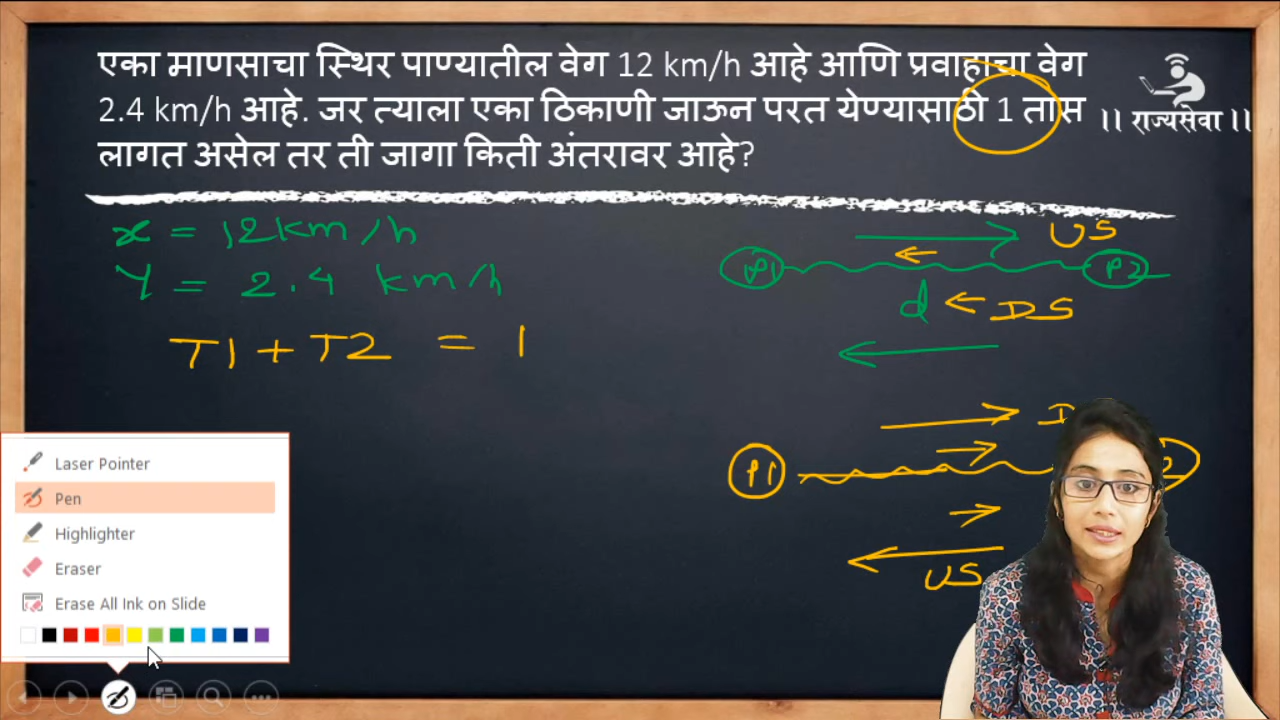 एका माणसाचा स्थिर पाण्यातील वेग 12 km/h आहे आणि प्रवाहाचा वेग
2.4 km/h आहे. जर त्याला एका ठिकाणी जाऊन परत येण्यासाठी 1 तास
लागत असेल तर ती जागा किती अंतरावर आहे?
।। राज्यसेवा ।।
x = 12 km/h
y = 2.4 km/h
T1 + T2 = 1
US
P1 P2
d ← DS
P1
US
Laser Pointer
Pen
Highlighter
Eraser
Erase All Ink on Slide